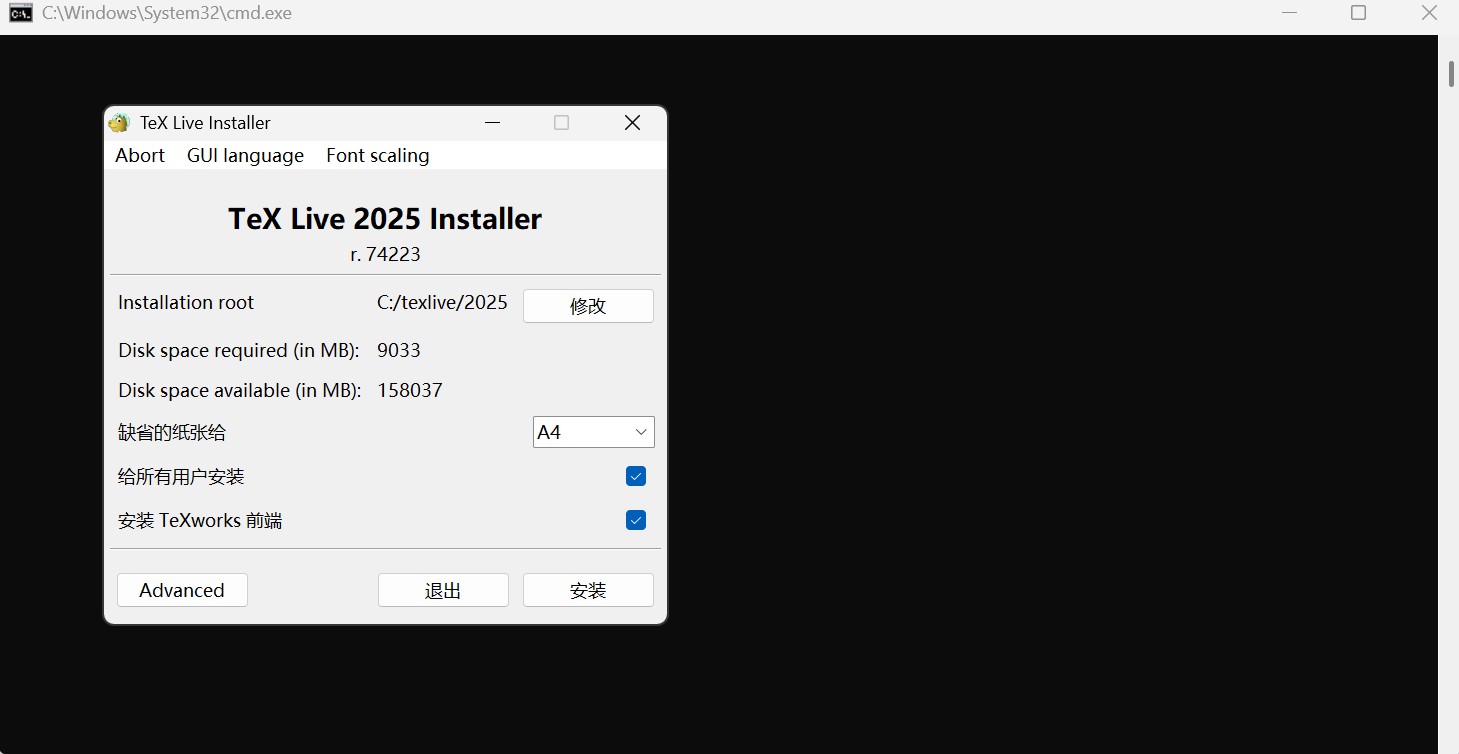 C:\Windows\System32\cmd.exe
TeX Live Installer
Abort GUI language Font scaling
TeX Live 2025 Installer
r. 74223
Installation root C:/texlive/2025 修改
Disk space required (in MB): 9033
Disk space available (in MB): 158037
缺省的纸张给 A4
给所有用户安装
安装 TeXworks 前端
Advanced 退出 安装